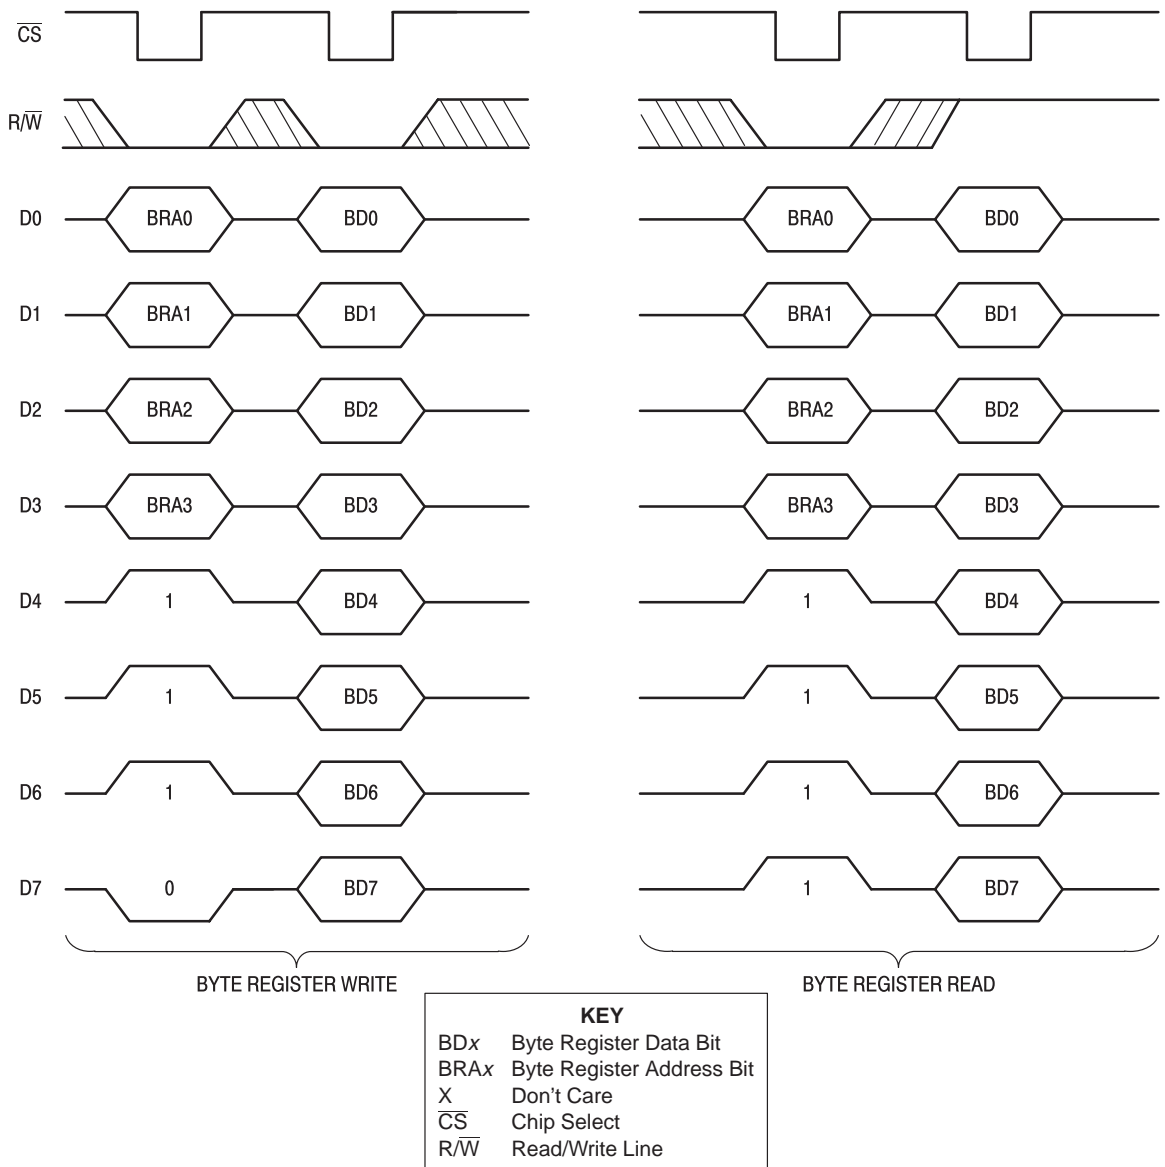 CS
R/W
D0 BRA0 BD0 BRA0 BD0
D1 BRA1 BD1 BRA1 BD1
D2 BRA2 BD2 BRA2 BD2
D3 BRA3 BD3 BRA3 BD3
D4 1 BD4 1 BD4
D5 1 BD5 1 BD5
D6 1 BD6 1 BD6
D7 0 BD7 1 BD7
BYTE REGISTER WRITE BYTE REGISTER READ
KEY
BDx Byte Register Data Bit
BRAx Byte Register Address Bit
X Don't Care
CS Chip Select
R/W Read/Write Line